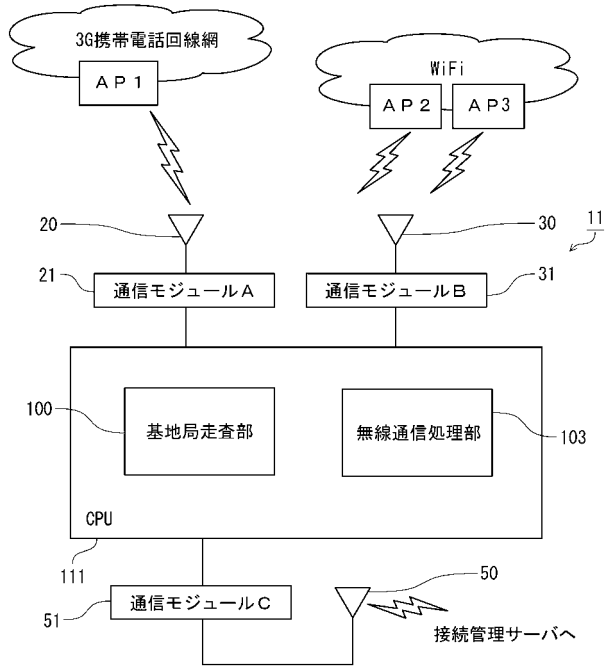 3G携帯電話回線網
AP1
WiFi
AP2
AP3
20
30
11
21
通信モジュールA
通信モジュールB
31
100
基地局走査部
無線通信処理部
103
CPU
111
50
通信モジュールC
51
接続管理サーバへ